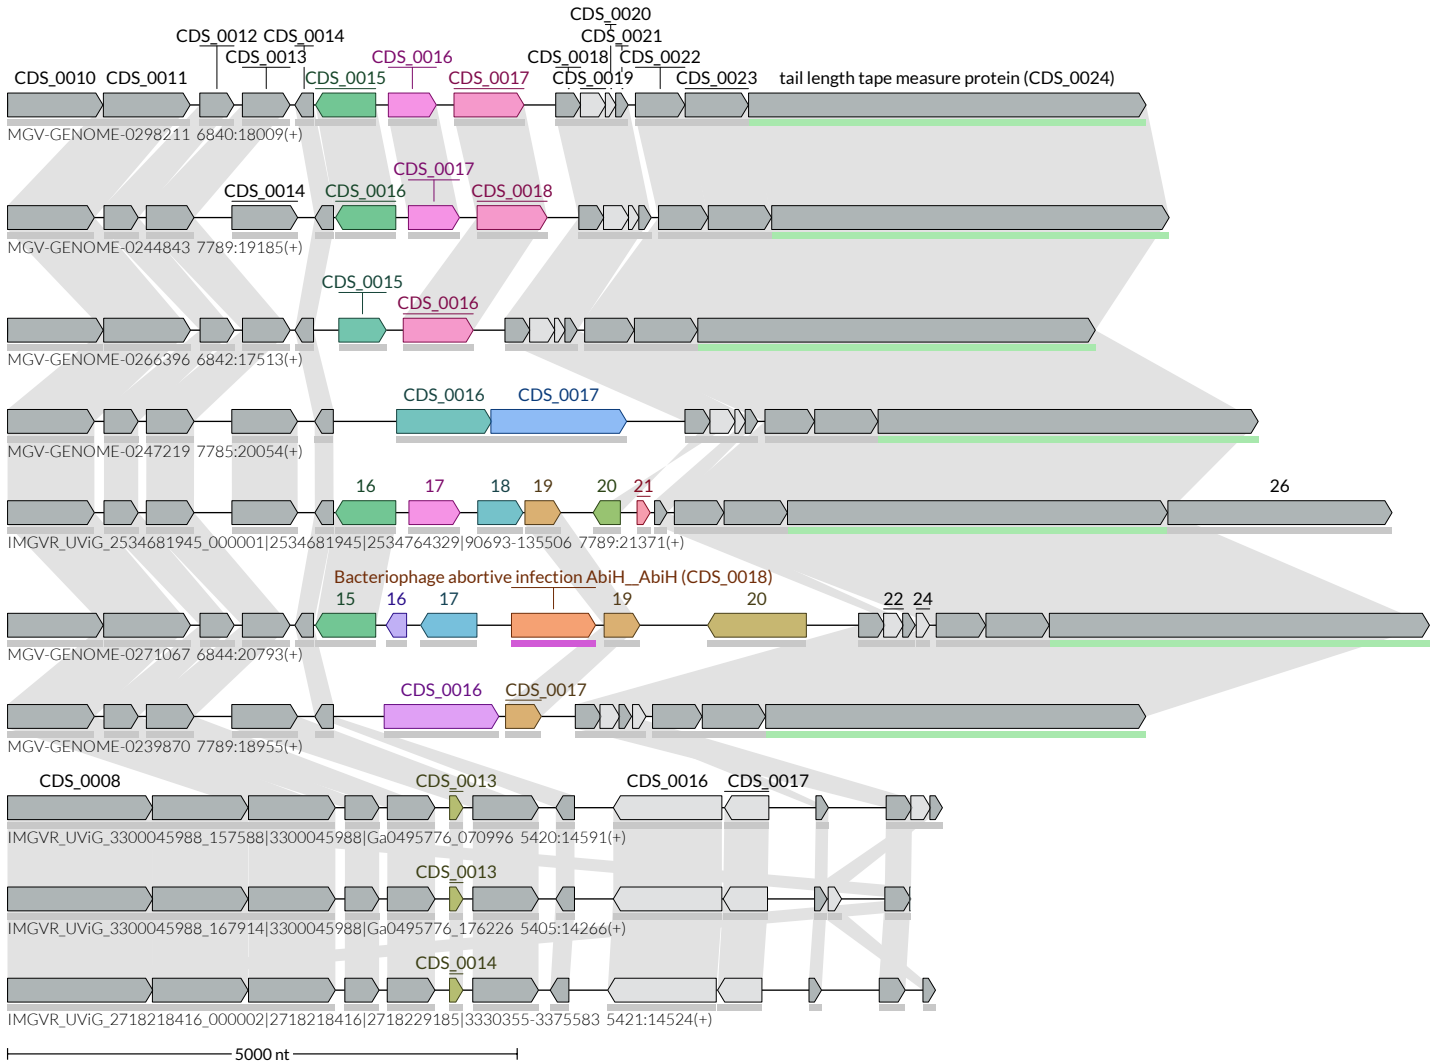 CDS_0020
CDS_0012 CDS_0014 CDS_0021
CDS_0013 CDS_0016 CDS_0018 CDS_0022
CDS_0010 CDS_0011 CDS_0015 CDS_0017 CDS_0019 CDS_0023 tail length tape measure protein (CDS_0024)
MGV-GENOME-0298211 6840:18009(+)
CDS_0017
CDS_0014 CDS_0016 CDS_0018
MGV-GENOME-0244843 7789:19185(+)
CDS_0015
CDS_0016
MGV-GENOME-0266396 6842:17513(+)
CDS_0016 CDS_0017
MGV-GENOME-0247219 7785:20054(+)
16 17 18 19 20 21 26
IMGVR_UViG_2534681945_000001|2534681945|2534764329|90693-135506 7789:21371(+)
Bacteriophage abortive infection AbiH__AbiH (CDS_0018)
15 16 17 19 20 22 24
MGV-GENOME-0271067 6844:20793(+)
CDS_0016 CDS_0017
MGV-GENOME-0239870 7789:18955(+)
CDS_0008 CDS_0013 CDS_0016 CDS_0017
IMGVR_UViG_3300045988_157588|3300045988|Ga0495776_070996 5420:14591(+)
CDS_0013
IMGVR_UViG_3300045988_167914|3300045988|Ga0495776_176226 5405:14266(+)
CDS_0014
IMGVR_UViG_2718218416_000002|2718218416|2718229185|3330355-3375583 5421:14524(+)
5000 nt